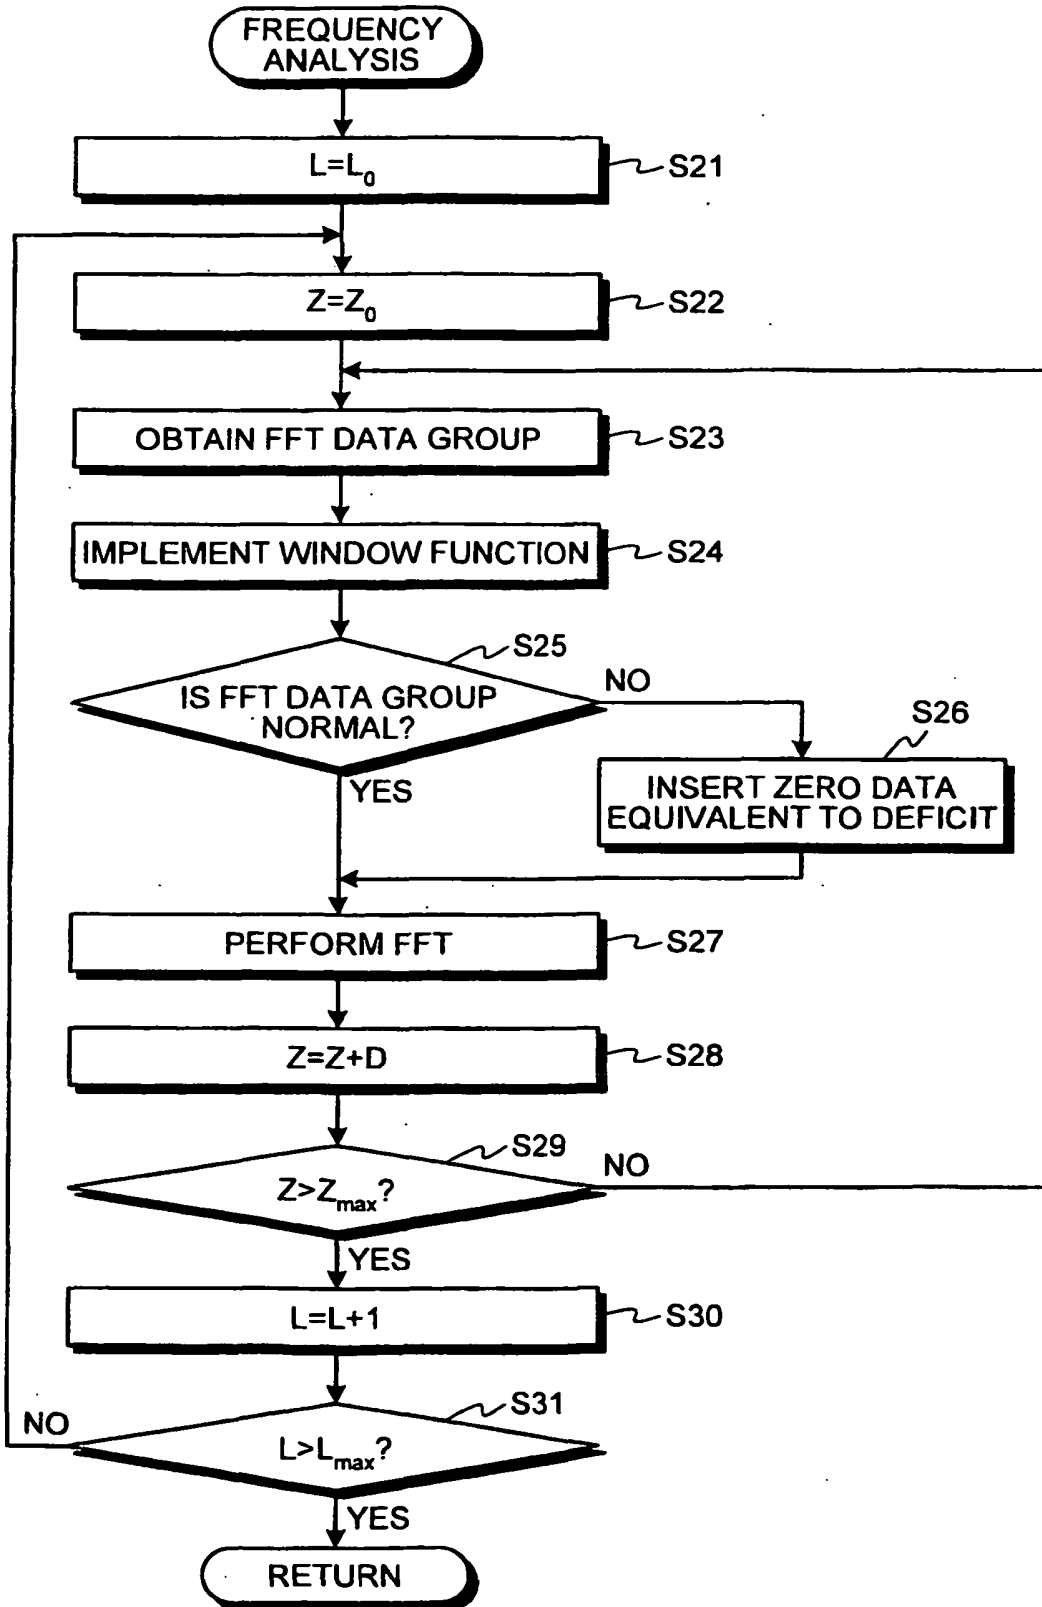 FREQUENCY
ANALYSIS
L=L₀
S21
Z=Z₀
S22
OBTAIN FFT DATA GROUP
S23
IMPLEMENT WINDOW FUNCTION
S24
S25
IS FFT DATA GROUP
NORMAL?
NO
YES
S26
INSERT ZERO DATA
EQUIVALENT TO DEFICIT
PERFORM FFT
S27
Z=Z+D
S28
S29
Z>Zmax?
NO
YES
L=L+1
S30
S31
L>Lmax?
NO
YES
RETURN